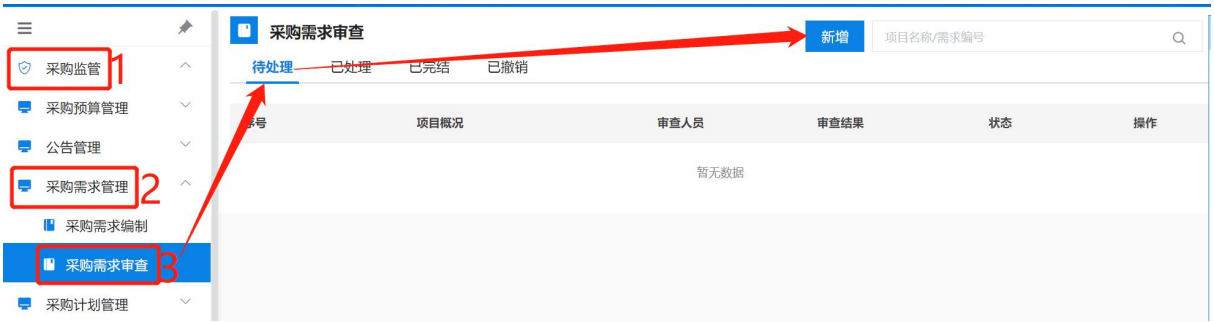 采购需求审查
新增
项目名称/需求编号
采购监管
1
待处理
已处理
已完结
已撤销
采购预算管理
序号
项目概况
审查人员
审查结果
状态
操作
公告管理
暂无数据
采购需求管理
2
采购需求编制
采购需求审查
3
采购计划管理